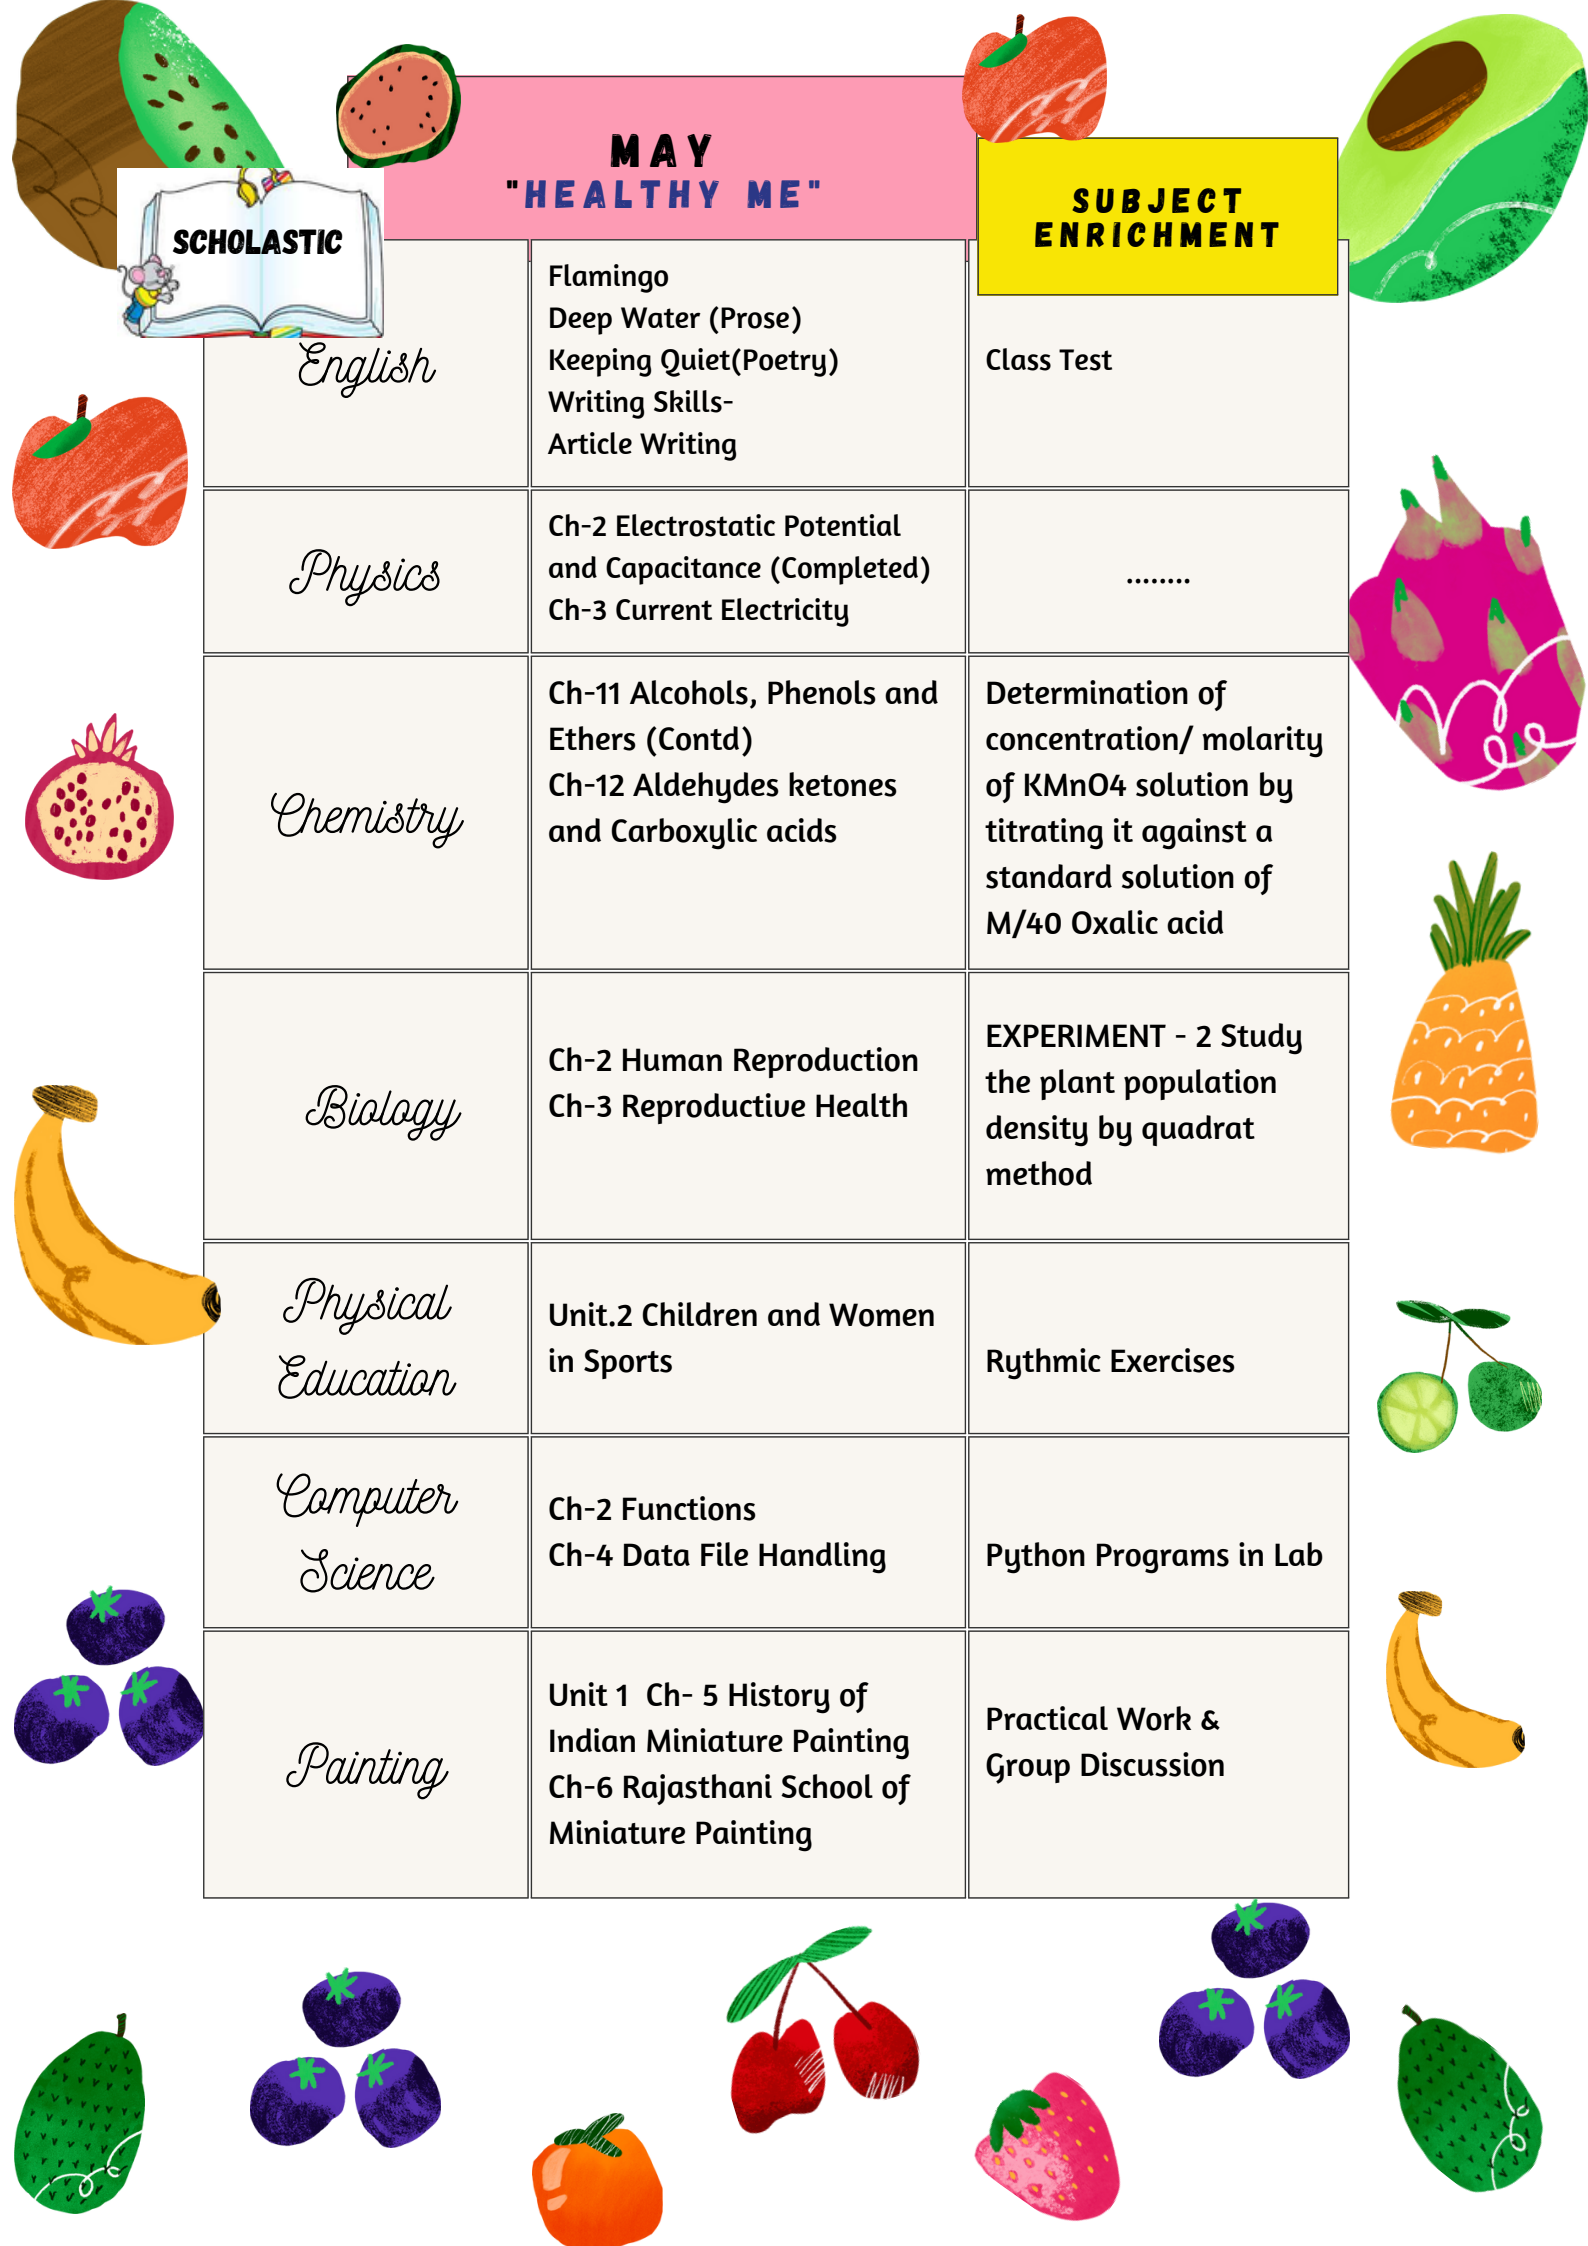 MAY
"HEALTHY ME"
SUBJECT
ENRICHMENT
SCHOLASTIC
English
Flamingo
Deep Water (Prose)
Keeping Quiet(Poetry)
Writing Skills-
Article Writing
Class Test
Physics
Ch-2 Electrostatic Potential
and Capacitance (Completed)
Ch-3 Current Electricity
........
Chemistry
Ch-11 Alcohols, Phenols and
Ethers (Contd)
Ch-12 Aldehydes ketones
and Carboxylic acids
Determination of
concentration/ molarity
of KMnO4 solution by
titrating it against a
standard solution of
M/40 Oxalic acid
Biology
Ch-2 Human Reproduction
Ch-3 Reproductive Health
EXPERIMENT - 2 Study
the plant population
density by quadrat
method
Physical
Education
Unit.2 Children and Women
in Sports
Rythmic Exercises
Computer
Science
Ch-2 Functions
Ch-4 Data File Handling
Python Programs in Lab
Painting
Unit 1  Ch- 5 History of
Indian Miniature Painting
Ch-6 Rajasthani School of
Miniature Painting
Practical Work &
Group Discussion